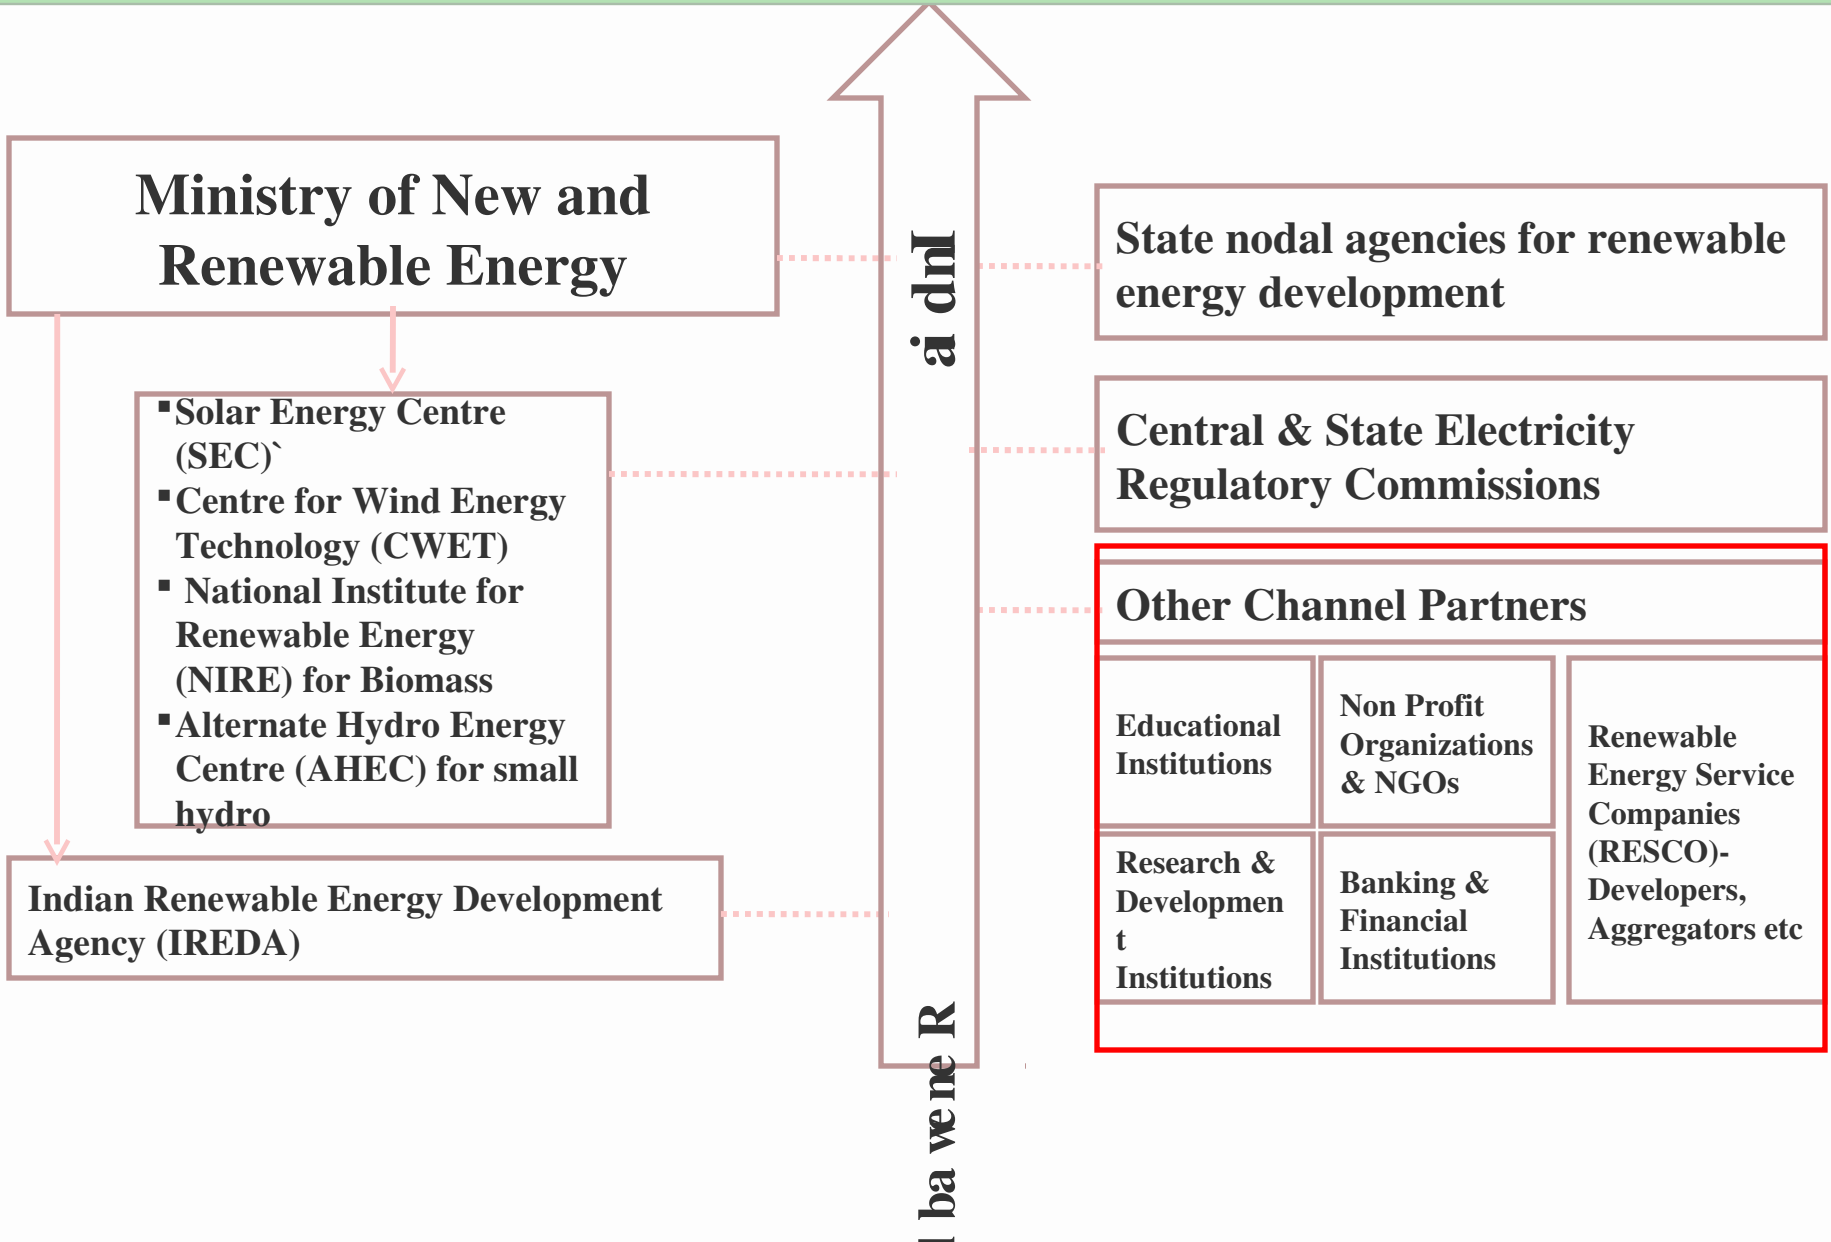 Ministry of New and
Renewable Energy
▪Solar Energy Centre
(SEC)`
▪Centre for Wind Energy
Technology (CWET)
▪ National Institute for
Renewable Energy
(NIRE) for Biomass
▪Alternate Hydro Energy
Centre (AHEC) for small
hydro
Indian Renewable Energy Development
Agency (IREDA)
State nodal agencies for renewable
energy development
Central & State Electricity
Regulatory Commissions
Other Channel Partners
Educational
Institutions
Non Profit
Organizations
& NGOs
Research &
Developmen
t
Institutions
Banking &
Financial
Institutions
Renewable
Energy Service
Companies
(RESCO)-
Developers,
Aggregators etc